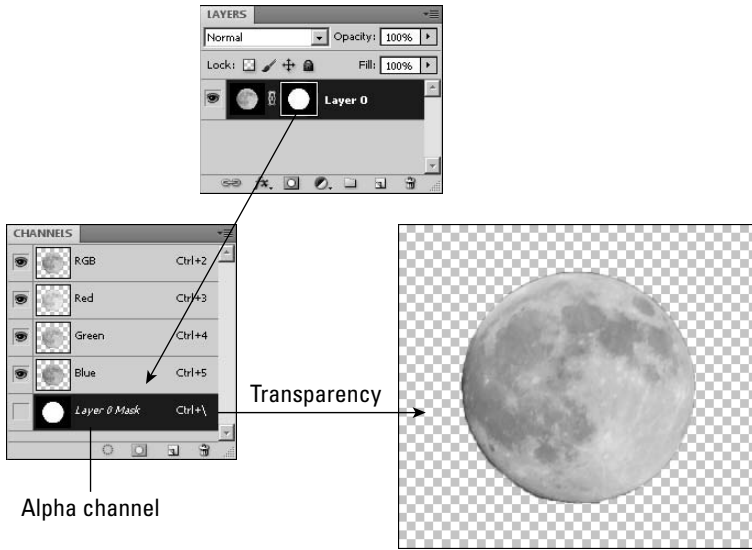 LAYERS
Normal Opacity: 100%
Lock: Fill: 100%
Layer 0
fx.
CHANNELS
RGB Ctrl+2
Red Ctrl+3
Green Ctrl+4
Blue Ctrl+5
Layer 0 Mask Ctrl+\
Transparency
Alpha channel